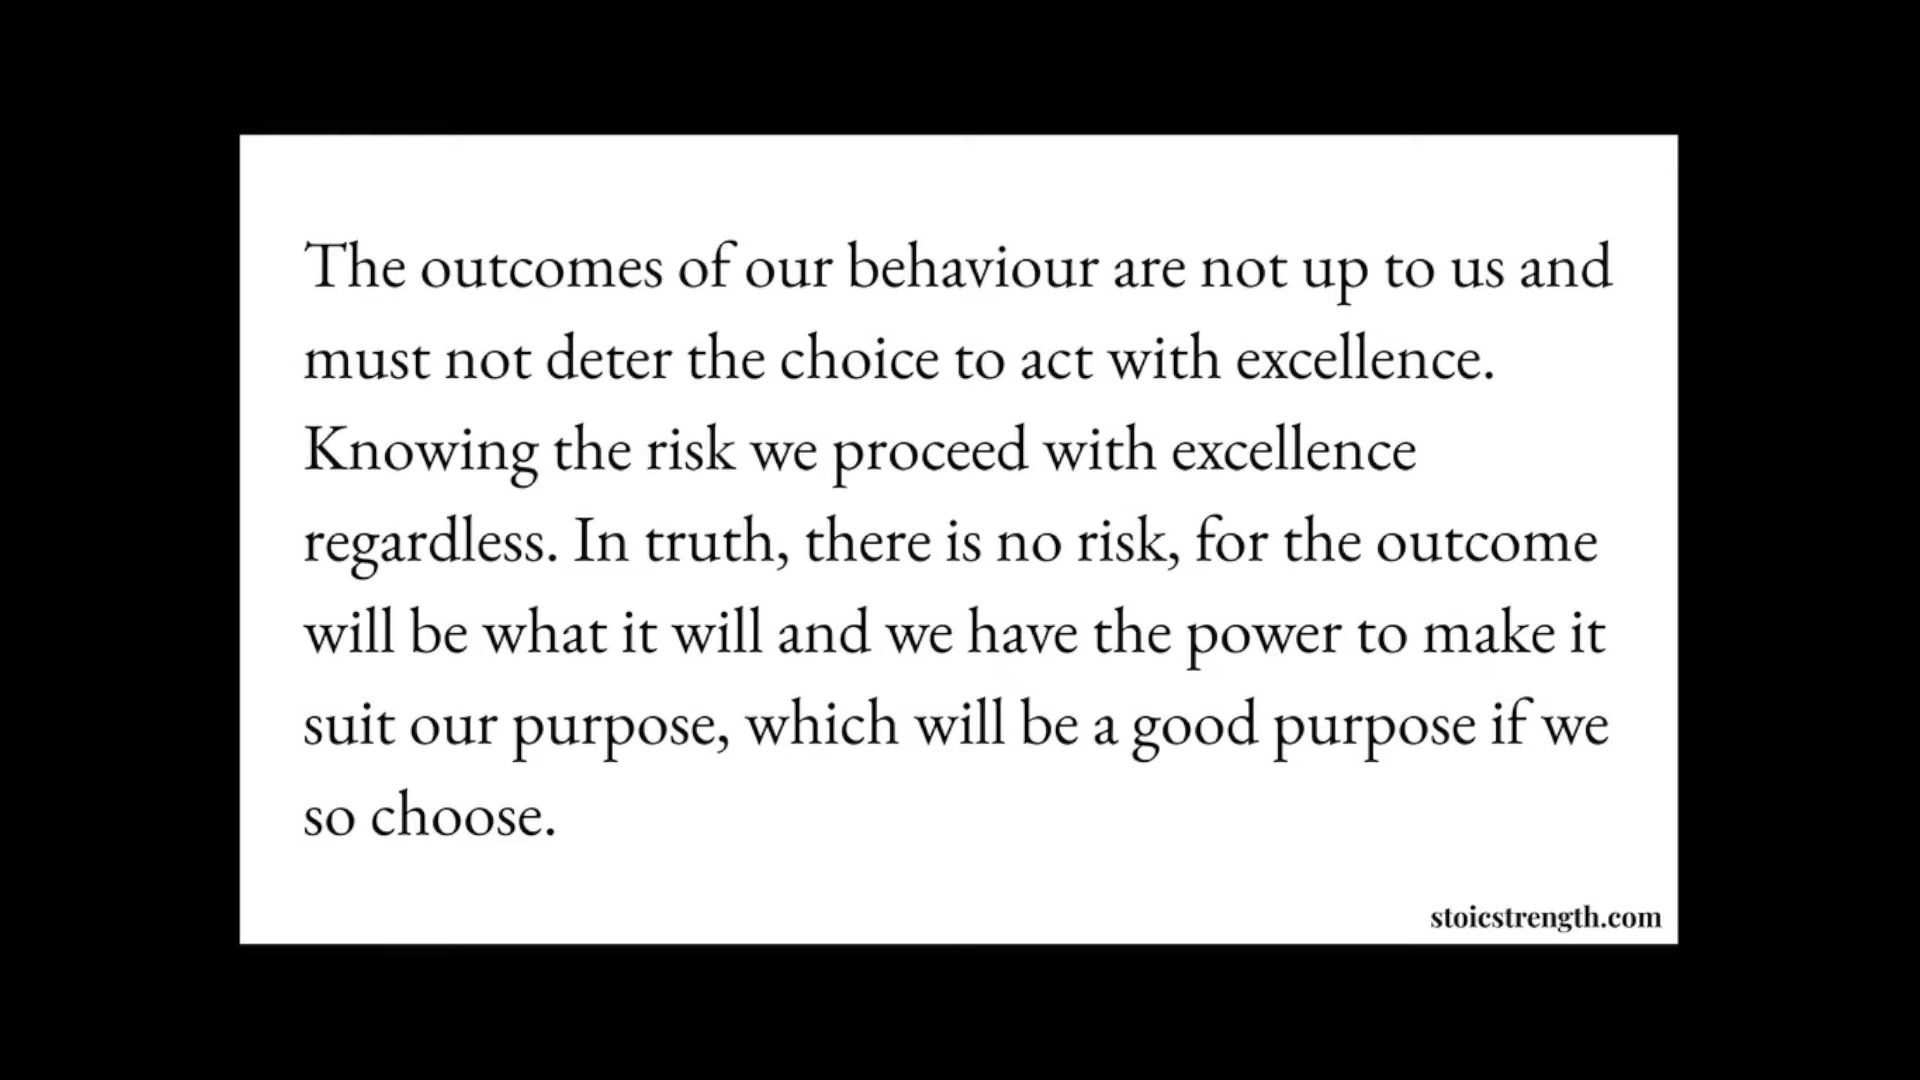 The outcomes of our behaviour are not up to us and
must not deter the choice to act with excellence.
Knowing the risk we proceed with excellence
regardless. In truth, there is no risk, for the outcome
will be what it will and we have the power to make it
suit our purpose, which will be a good purpose if we
so choose.
stoicstrength.com